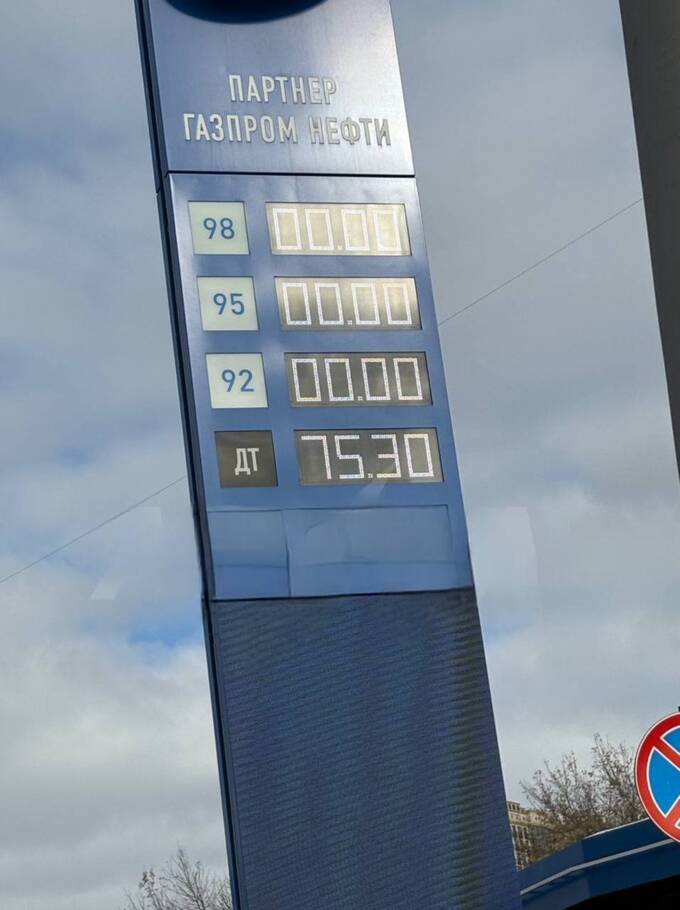 ПАРТНЕР
ГАЗПРОМ НЕФТИ
98 00.00
95 00.00
92 00.00
ДТ 75.30